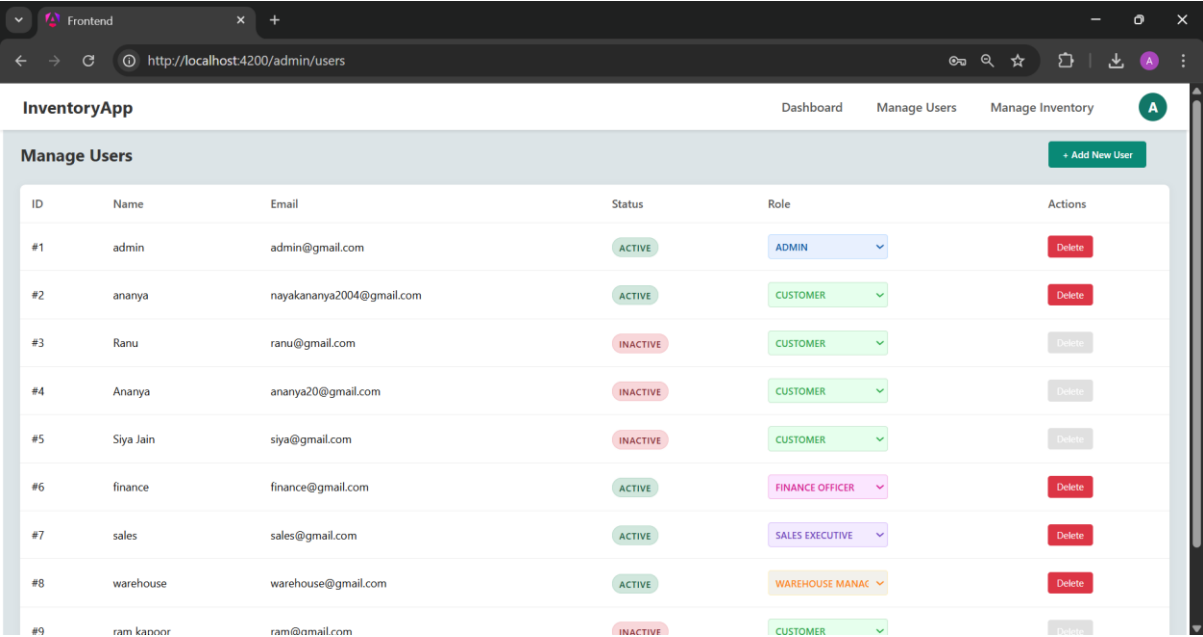 Frontend
http://localhost:4200/admin/users
A
InventoryApp
Dashboard Manage Users Manage Inventory A
Manage Users
+ Add New User
ID Name Email Status Role Actions
#1 admin admin@gmail.com ACTIVE ADMIN Delete
#2 ananya nayakananya2004@gmail.com ACTIVE CUSTOMER Delete
#3 Ranu ranu@gmail.com INACTIVE CUSTOMER Delete
#4 Ananya ananya20@gmail.com INACTIVE CUSTOMER Delete
#5 Siya Jain siya@gmail.com INACTIVE CUSTOMER Delete
#6 finance finance@gmail.com ACTIVE FINANCE OFFICER Delete
#7 sales sales@gmail.com ACTIVE SALES EXECUTIVE Delete
#8 warehouse warehouse@gmail.com ACTIVE WAREHOUSE MANAC Delete
#9 ram kapoor ram@gmail.com INACTIVE CUSTOMER Delete